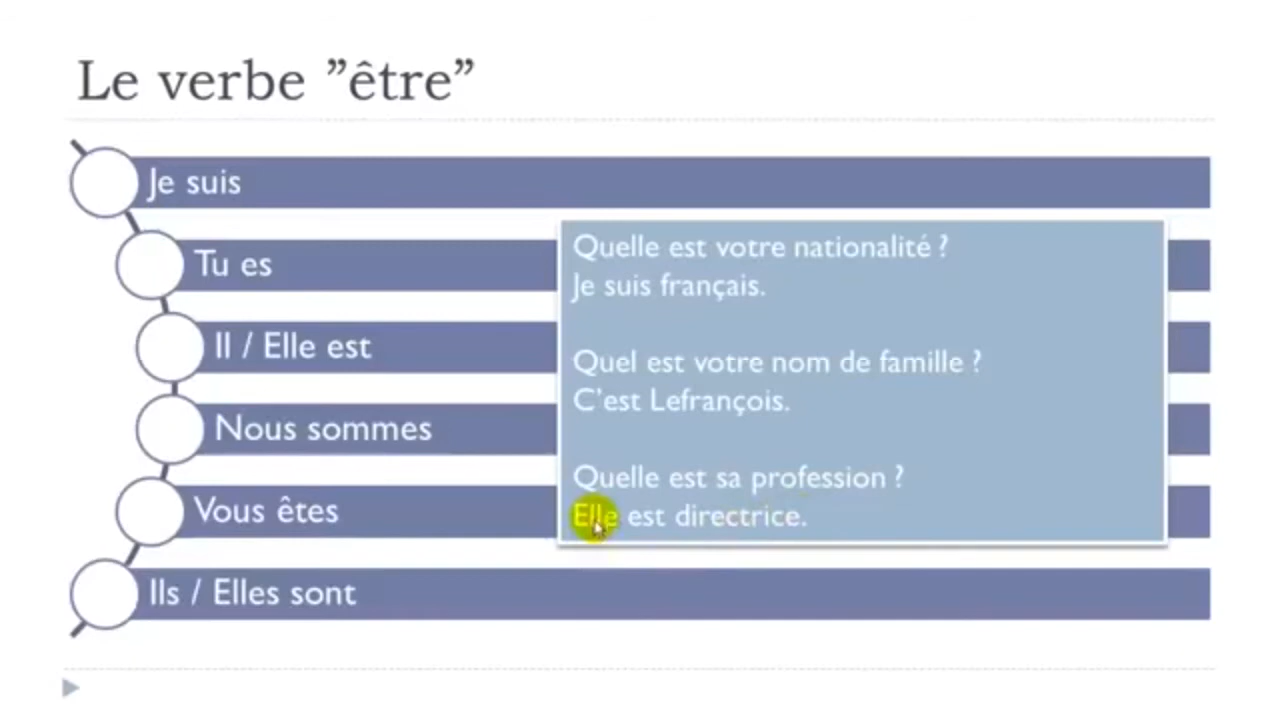 Le verbe ”être”
Je suis
Tu es
Il / Elle est
Nous sommes
Vous êtes
Ils / Elles sont
Quelle est votre nationalité ?
Je suis français.
Quel est votre nom de famille ?
C’est Lefrançois.
Quelle est sa profession ?
Elle est directrice.